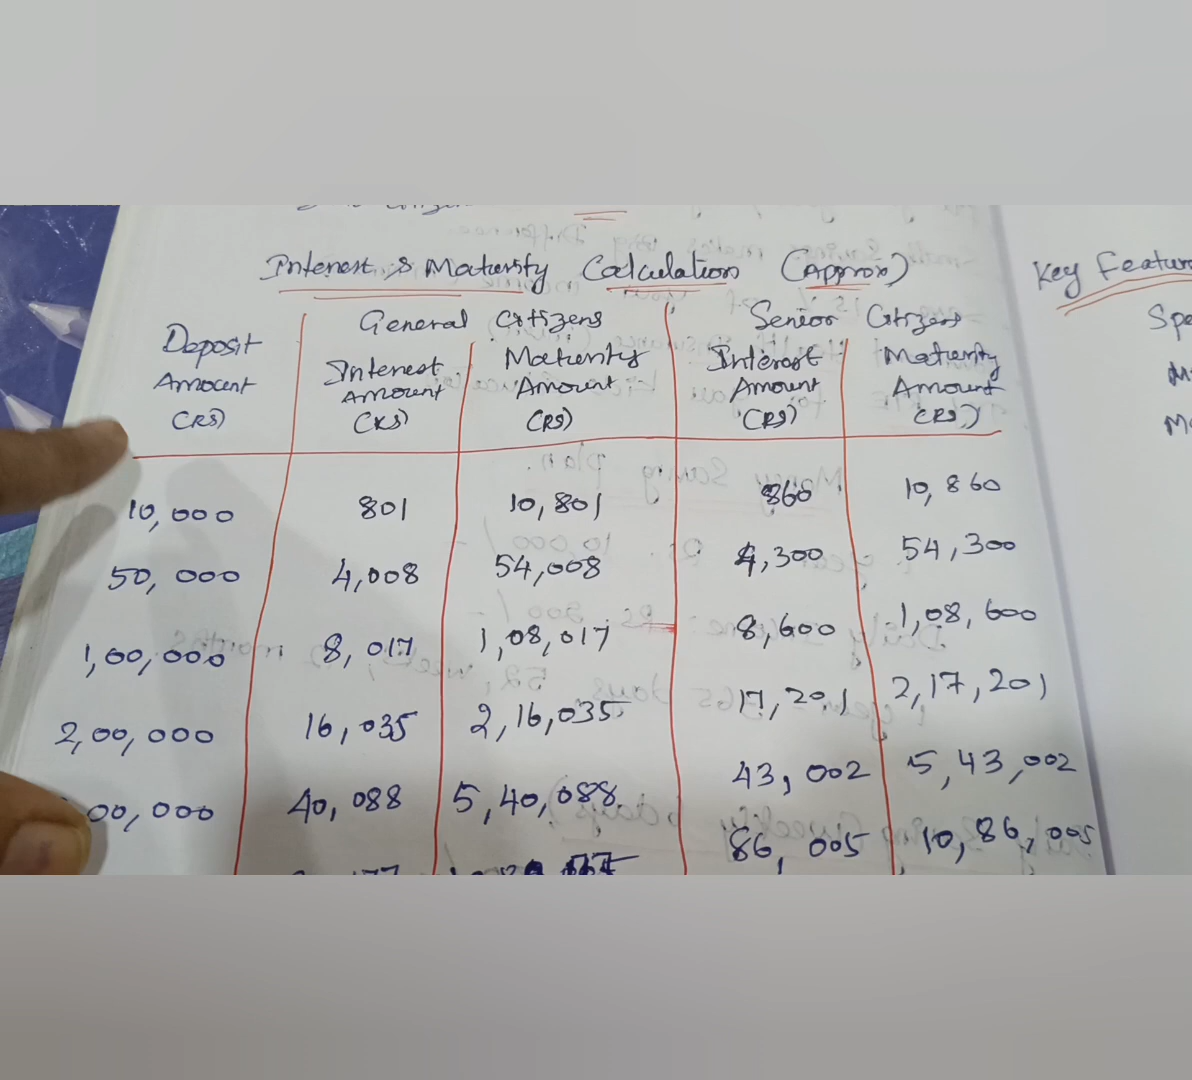 Interest & Maturity Calculation (Approx)
Key Featur
General Citizens
Senior Citizens
Spe
Deposit Amount (RS)
Interest Amount (RS)
Maturity Amount (RS)
Interest Amount (RS)
Maturity Amount (RS)
10,000 801 10,801 860 10,860
50,000 4,008 54,008 4,300 54,300
1,00,000 8,017 1,08,017 8,600 1,08,600
2,00,000 16,035 2,16,035 17,201 2,17,201
00,000 40,088 5,40,088 43,002 5,43,002
86,005 10,86,005